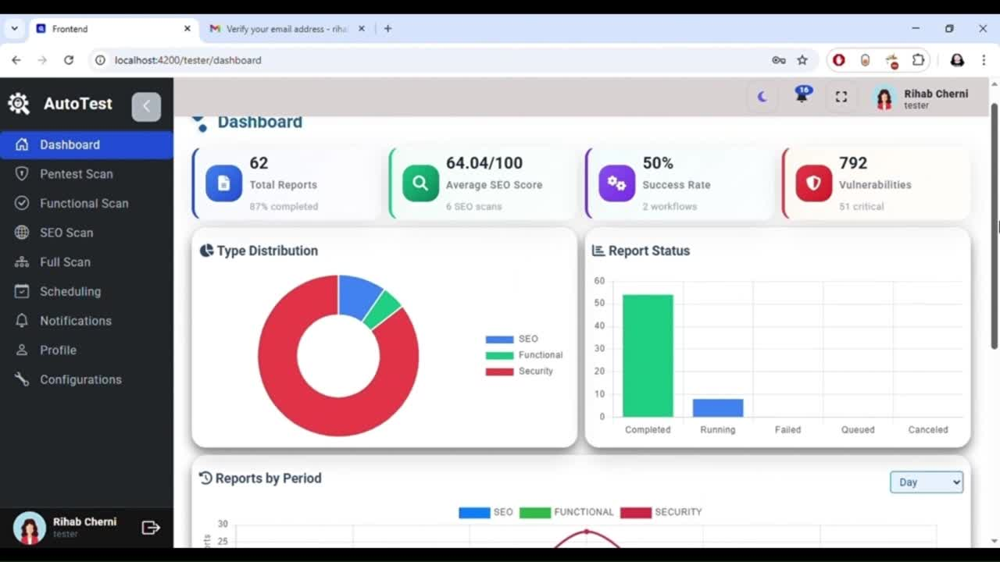 Frontend
Verify your email address - riha
localhost:4200/tester/dashboard
AutoTest
16
Rihab Cherni
tester
Dashboard
Pentest Scan
Functional Scan
SEO Scan
Full Scan
Scheduling
Notifications
Profile
Configurations
Rihab Cherni
tester
Dashboard
62
Total Reports
87% completed
64.04/100
Average SEO Score
6 SEO scans
50%
Success Rate
2 workflows
792
Vulnerabilities
51 critical
Type Distribution
SEO
Functional
Security
Report Status
60
50
40
30
20
10
0
Completed Running Failed Queued Canceled
Reports by Period
Day
SEO FUNCTIONAL SECURITY
30
25